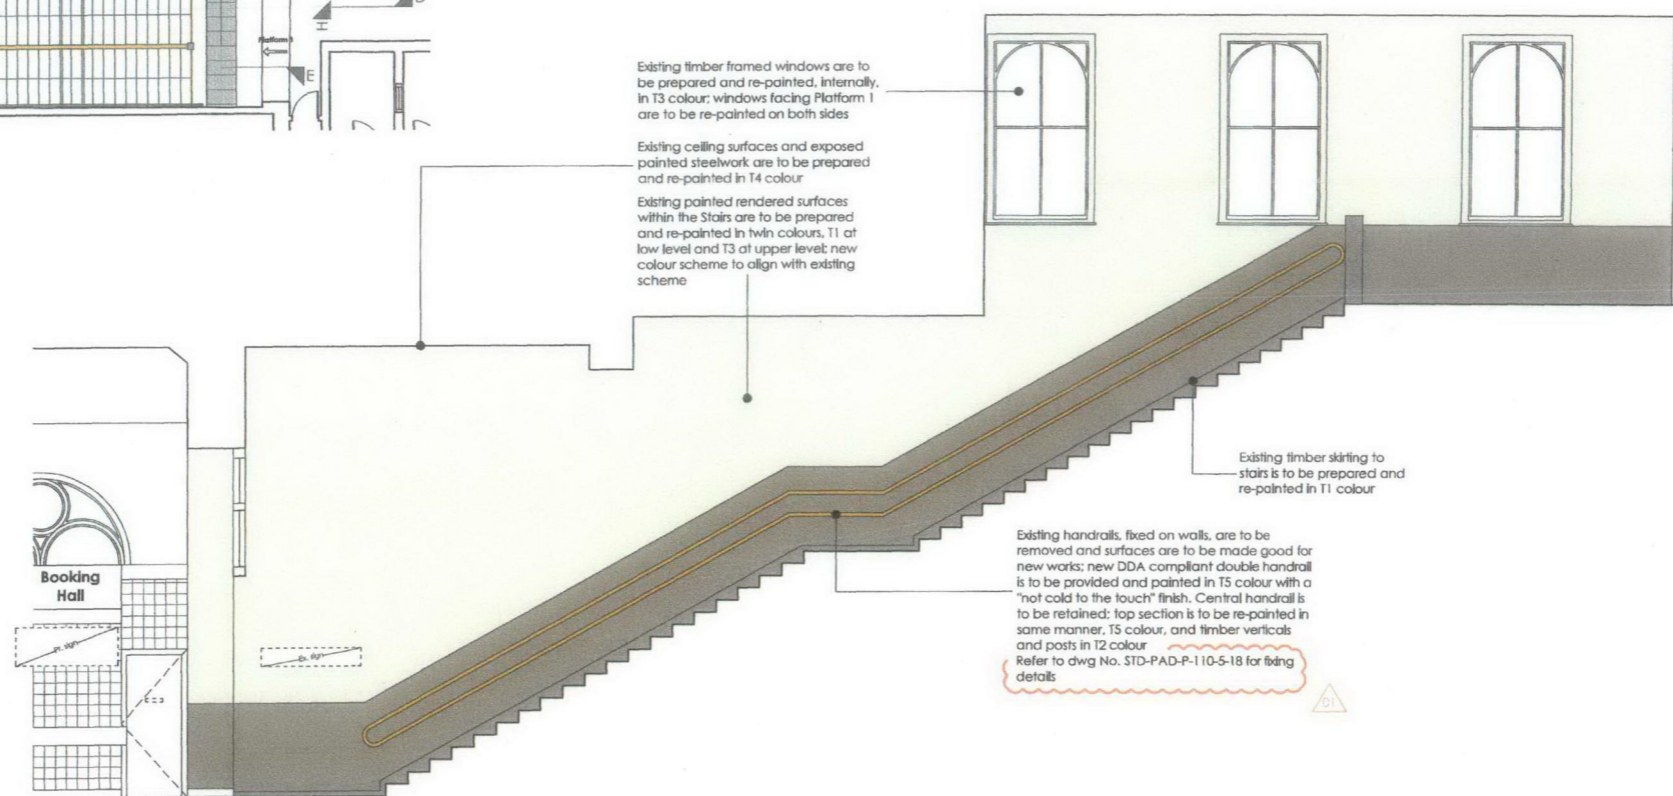 Platform 1
H
E
Existing timber framed windows are to
be prepared and re-painted, internally,
in T3 colour; windows facing Platform 1
are to be re-painted on both sides
Existing ceiling surfaces and exposed
painted steelwork are to be prepared
and re-painted in T4 colour
Existing painted rendered surfaces
within the Stairs are to be prepared
and re-painted in twin colours, T1 at
low level and T3 at upper level; new
colour scheme to align with existing
scheme
Existing timber skirting to
stairs is to be prepared and
re-painted in T1 colour
Existing handrails, fixed on walls, are to be
removed and surfaces are to be made good for
new works; new DDA compliant double handrail
is to be provided and painted in T5 colour with a
"not cold to the touch" finish. Central handrail is
to be retained; top section is to be re-painted in
same manner, T5 colour, and timber verticals
and posts in T2 colour
Refer to dwg No. STD-PAD-P-110-5-18 for fixing
details
01
Booking
Hall
Pr. sign
Ex. sign